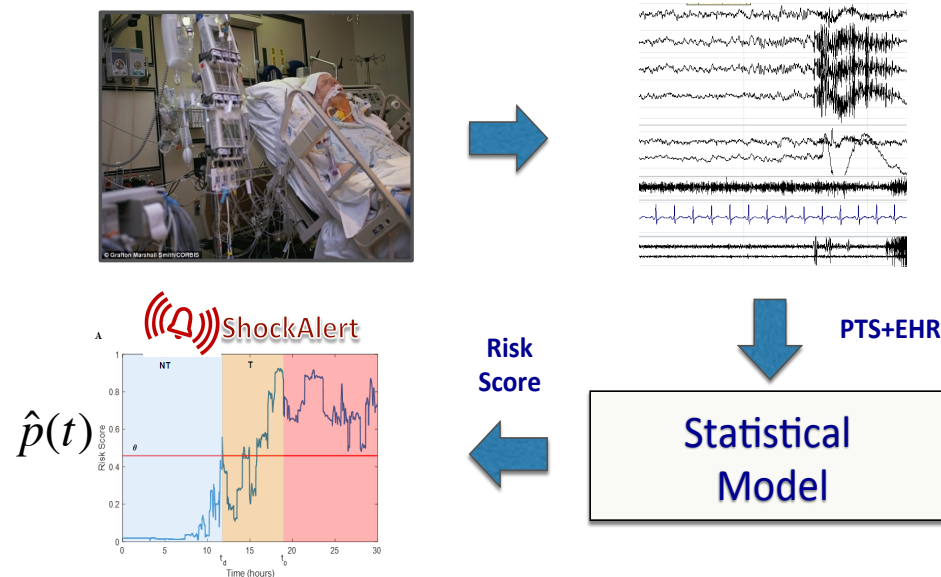 © Grafton Marshall Smith/CORBIS
PTS+EHR
Statistical
Model
Risk
Score
ShockAlert
A
NT
T
p̂(t)
Risk Score
θ
1
0.8
0.6
0.4
0.2
0
0 5 10 15 20 25 30
t_d t_o
Time (hours)